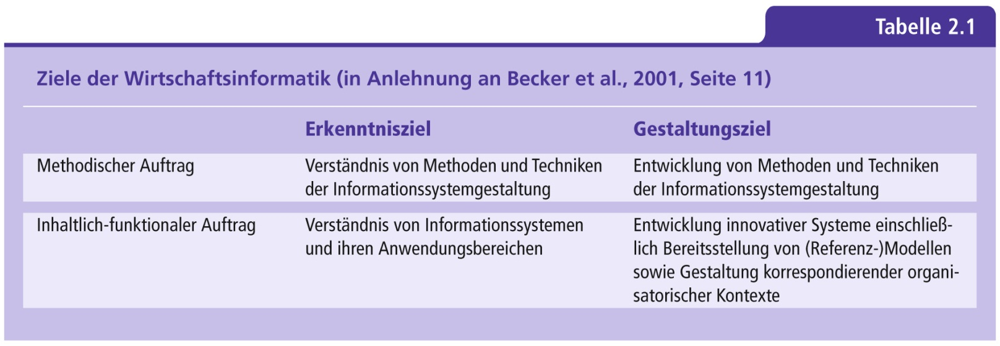 Tabelle 2.1
Ziele der Wirtschaftsinformatik (in Anlehnung an Becker et al., 2001, Seite 11)
Erkenntnisziel Gestaltungsziel
Methodischer Auftrag Verständnis von Methoden und Techniken Entwicklung von Methoden und Techniken
der Informationssystemgestaltung der Informationssystemgestaltung
Inhaltlich-funktionaler Auftrag Verständnis von Informationssystemen Entwicklung innovativer Systeme einschließ-
und ihren Anwendungsbereichen lich Bereitsstellung von (Referenz-)Modellen
sowie Gestaltung korrespondierender organi-
satorischer Kontexte